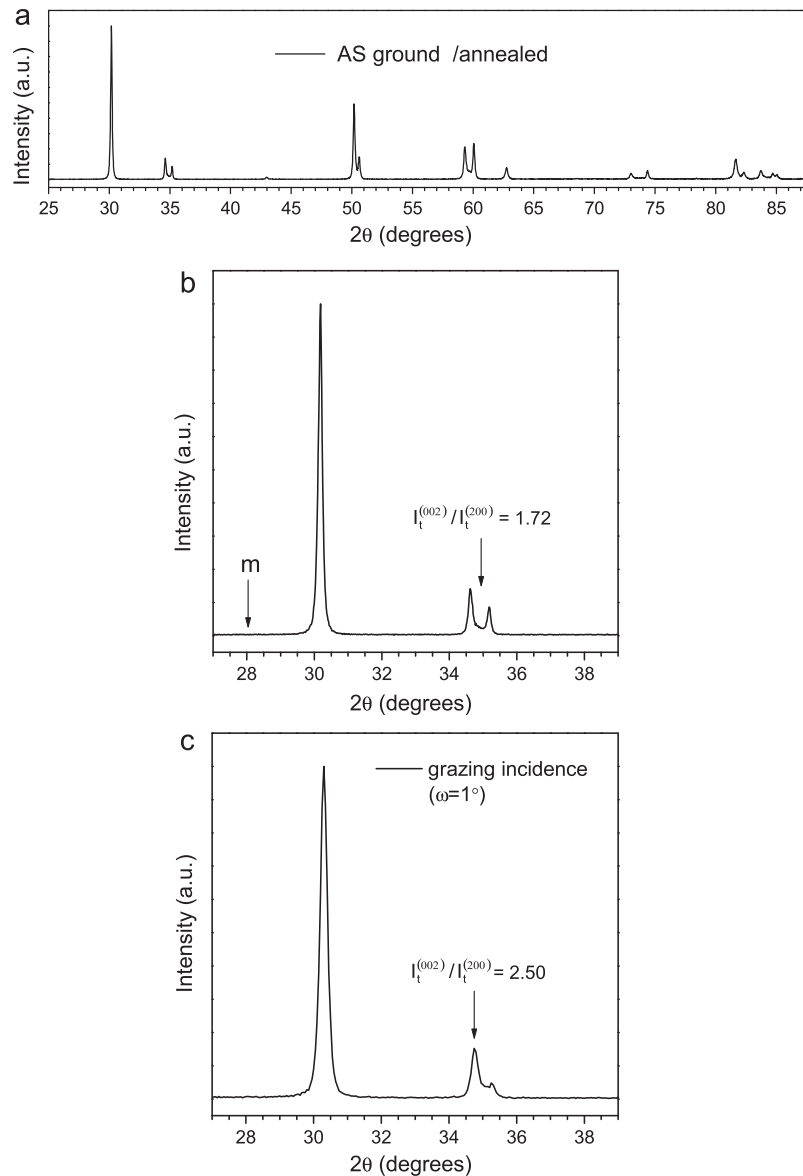 a
Intensity (a.u.)
AS ground /annealed
25 30 35 40 45 50 55 60 65 70 75 80 85
2θ (degrees)
b
Intensity (a.u.)
I_t^(002) / I_t^(200) = 1.72
m
28 30 32 34 36 38
2θ (degrees)
c
Intensity (a.u.)
grazing incidence
(ω=1°)
I_t^(002) / I_t^(200) = 2.50
28 30 32 34 36 38
2θ (degrees)